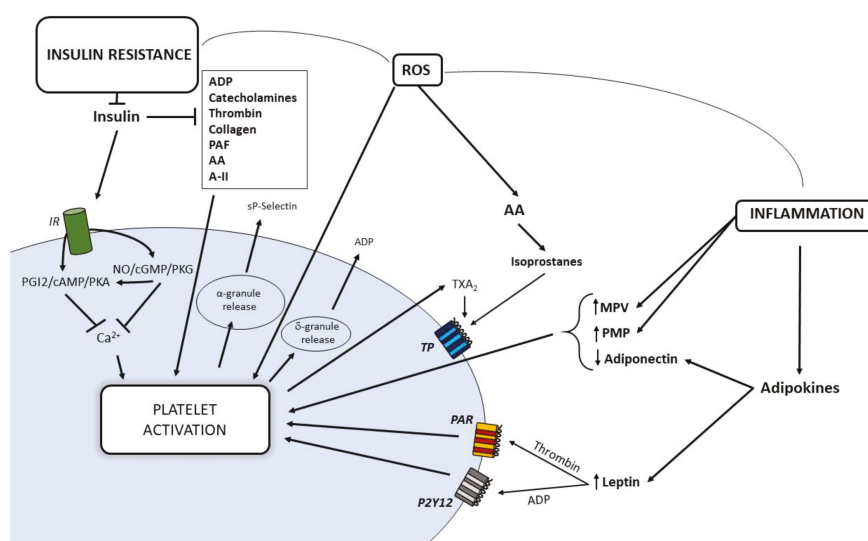 INSULIN RESISTANCE
ROS
Insulin
ADP
Catecholamines
Thrombin
Collagen
PAF
AA
A-II
sP-Selectin
IR
ADP
AA
INFLAMMATION
Isoprostanes
PGI2/cAMP/PKA
NO/cGMP/PKG
α-granule
release
TXA₂
MPV
δ-granule
release
PMP
Ca²⁺
TP
Adiponectin
Adipokines
PLATELET
ACTIVATION
PAR
Thrombin
Leptin
P2Y12
ADP